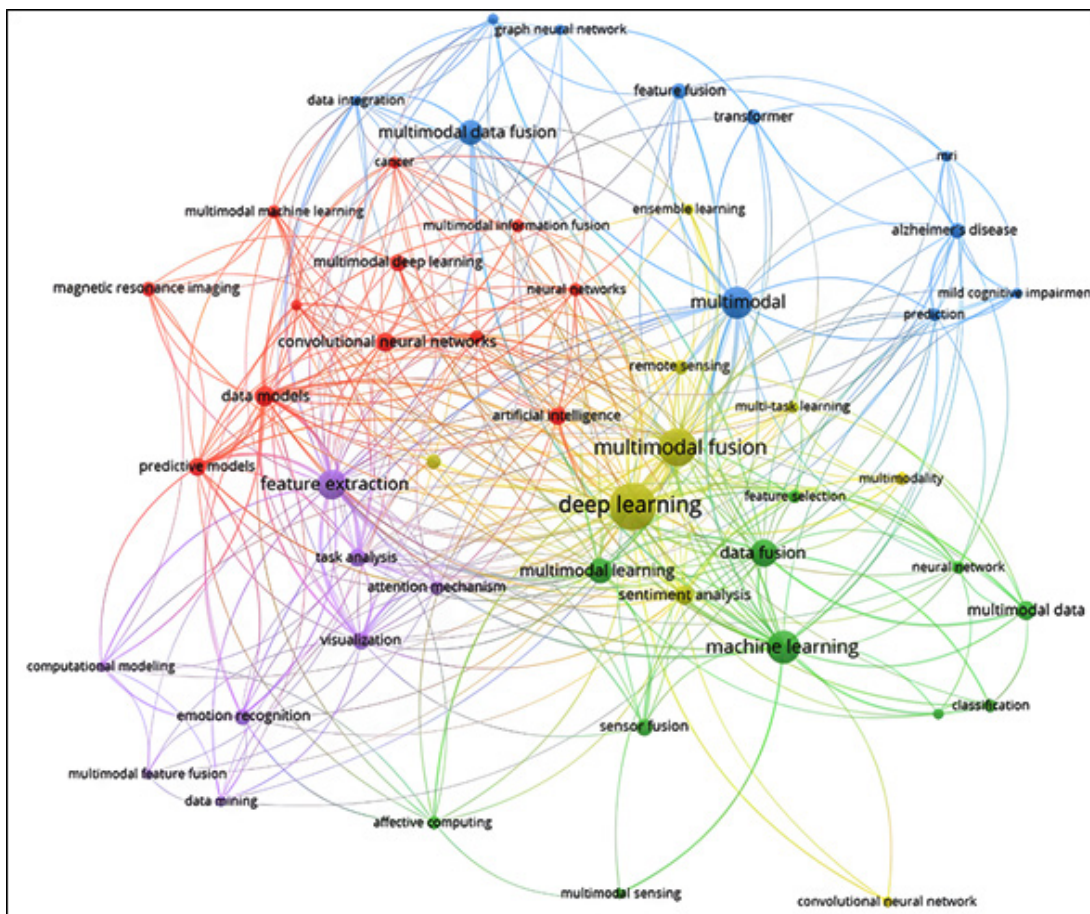 graph neural network
feature fusion
data integration
transformer
multimodal data fusion
mri
cancer
ensemble learning
multimodal machine learning
multimodal information fusion
alzheimer's disease
multimodal deep learning
magnetic resonance imaging
neural networks
mild cognitive impairment
multimodal
prediction
convolutional neural networks
remote sensing
data models
multi-task learning
artificial intelligence
multimodal fusion
predictive models
multimodality
feature extraction
feature selection
deep learning
data fusion
task analysis
neural network
multimodal learning
attention mechanism
sentiment analysis
multimodal data
visualization
machine learning
computational modeling
classification
emotion recognition
sensor fusion
multimodal feature fusion
data mining
affective computing
multimodal sensing
convolutional neural network